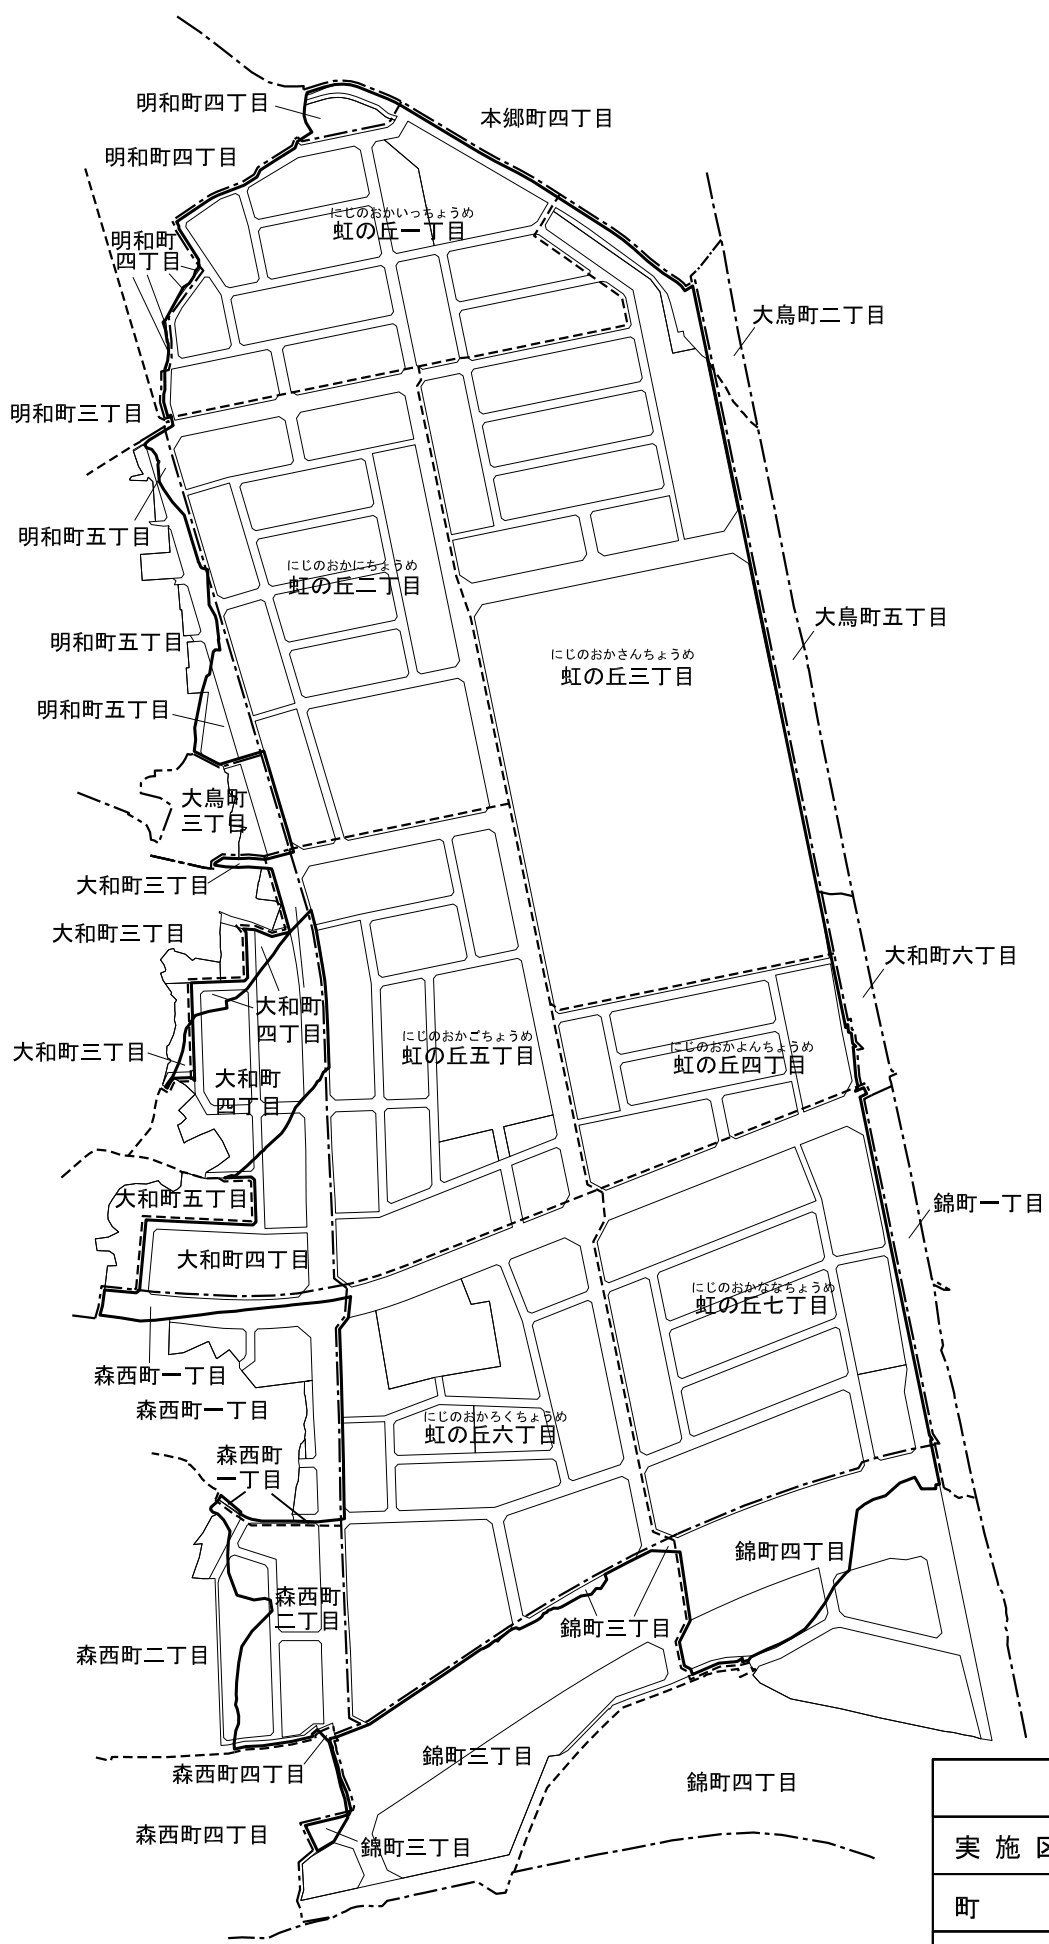 明和町四丁目
本郷町四丁目
明和町四丁目
にじのおかいっちょうめ
虹の丘一丁目
明和町
四丁目
大鳥町二丁目
明和町三丁目
明和町五丁目
にじのおかにちょうめ
虹の丘二丁目
大鳥町五丁目
明和町五丁目
にじのおかさんちょうめ
虹の丘三丁目
明和町五丁目
大鳥町
三丁目
大和町三丁目
大和町三丁目
大和町六丁目
大和町
四丁目
にじのおかごちょうめ
虹の丘五丁目
にじのおかよんちょうめ
虹の丘四丁目
大和町三丁目
大和町
四丁目
大和町五丁目
錦町一丁目
大和町四丁目
にじのおかななちょうめ
虹の丘七丁目
森西町一丁目
森西町一丁目
にじのおかろくちょうめ
虹の丘六丁目
森西町
一丁目
錦町四丁目
森西町
二丁目
錦町三丁目
森西町二丁目
錦町三丁目
森西町四丁目
錦町四丁目
森西町四丁目
錦町三丁目
実施区
町